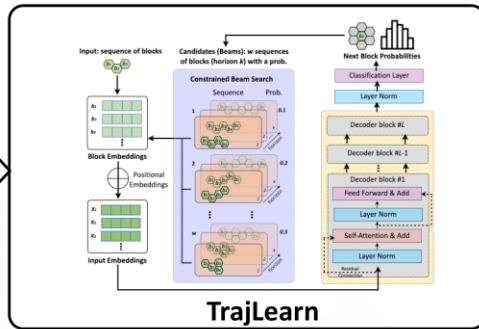 Input: sequence of blocks
Block Embeddings
Positional
Embeddings
Input Embeddings
Candidates (Beams): w sequences
of blocks (horizon k) with a prob.
Constrained Beam Search
Sequence Prob.
1
0.1
horizon
2
0.2
horizon
w
0.5
horizon
Next Block Probabilities
Classification Layer
Layer Norm
Decoder block #L
Decoder block #L-1
Decoder block #1
Feed Forward & Add
Layer Norm
Self-Attention & Add
Layer Norm
Residual
Connection
TrajLearn